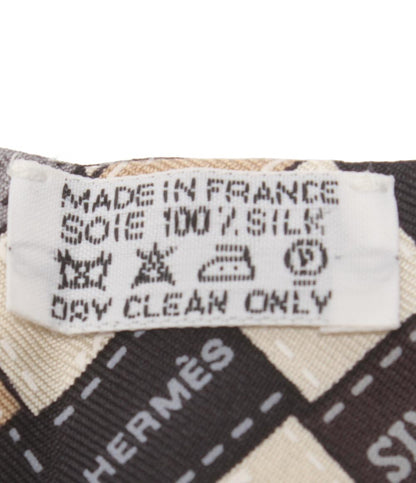 MADE IN FRANCE
SOIE 100% SILK
DRY CLEAN ONLY
HERMÈS